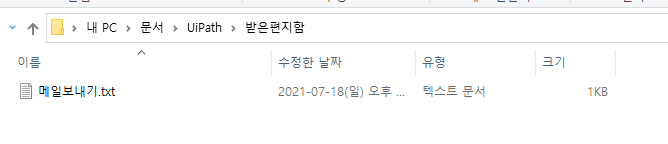 내 PC > 문서 > UiPath > 받은편지함
이름 수정한 날짜 유형 크기
메일보내기.txt 2021-07-18(일) 오후 ... 텍스트 문서 1KB